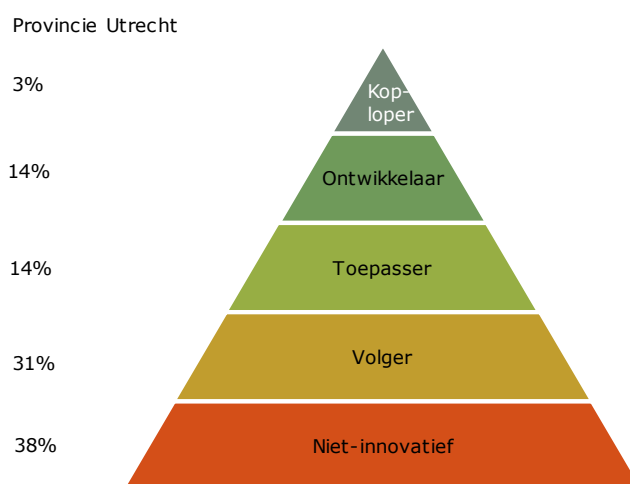 Provincie Utrecht
3%
Kop-
loper
14%
Ontwikkelaar
14%
Toepasser
31%
Volger
38%
Niet-innovatief